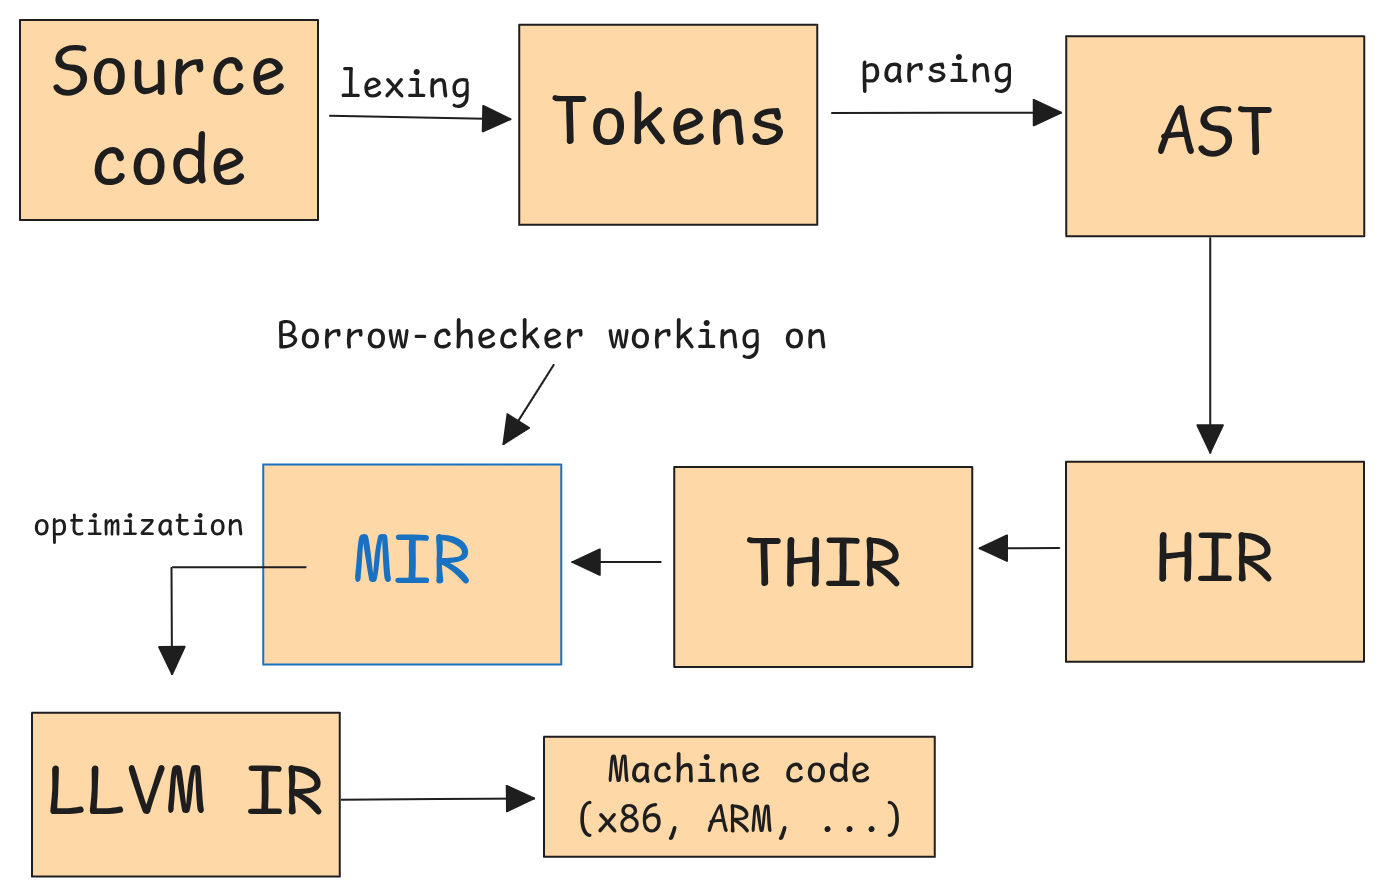 Source
code
lexing
Tokens
parsing
AST
Borrow-checker working on
optimization
MIR
THIR
HIR
LLVM IR
Machine code
(x86, ARM, ...)